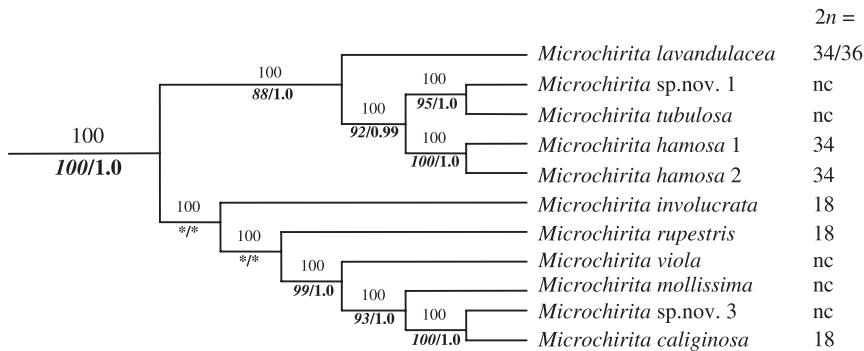 2n =
100
Microchirita lavandulacea 34/36
88/1.0
100
Microchirita sp.nov. 1 nc
95/1.0
100
92/0.99
Microchirita tubulosa nc
100
100/1.0
100
Microchirita hamosa 1 34
100/1.0
Microchirita hamosa 2 34
100
*/*
Microchirita involucrata 18
100
*/*
Microchirita rupestris 18
100
99/1.0
Microchirita viola nc
100
93/1.0
Microchirita mollissima nc
100
100/1.0
Microchirita sp.nov. 3 nc
Microchirita caliginosa 18